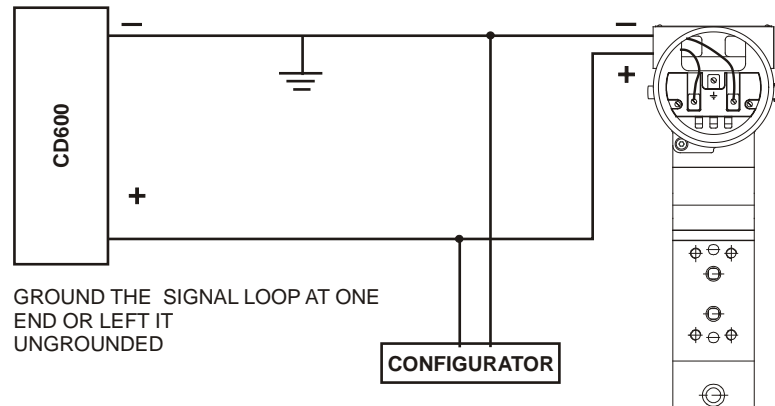 −
−
+
CD600
+
GROUND THE SIGNAL LOOP AT ONE
END OR LEFT IT
UNGROUNDED
CONFIGURATOR